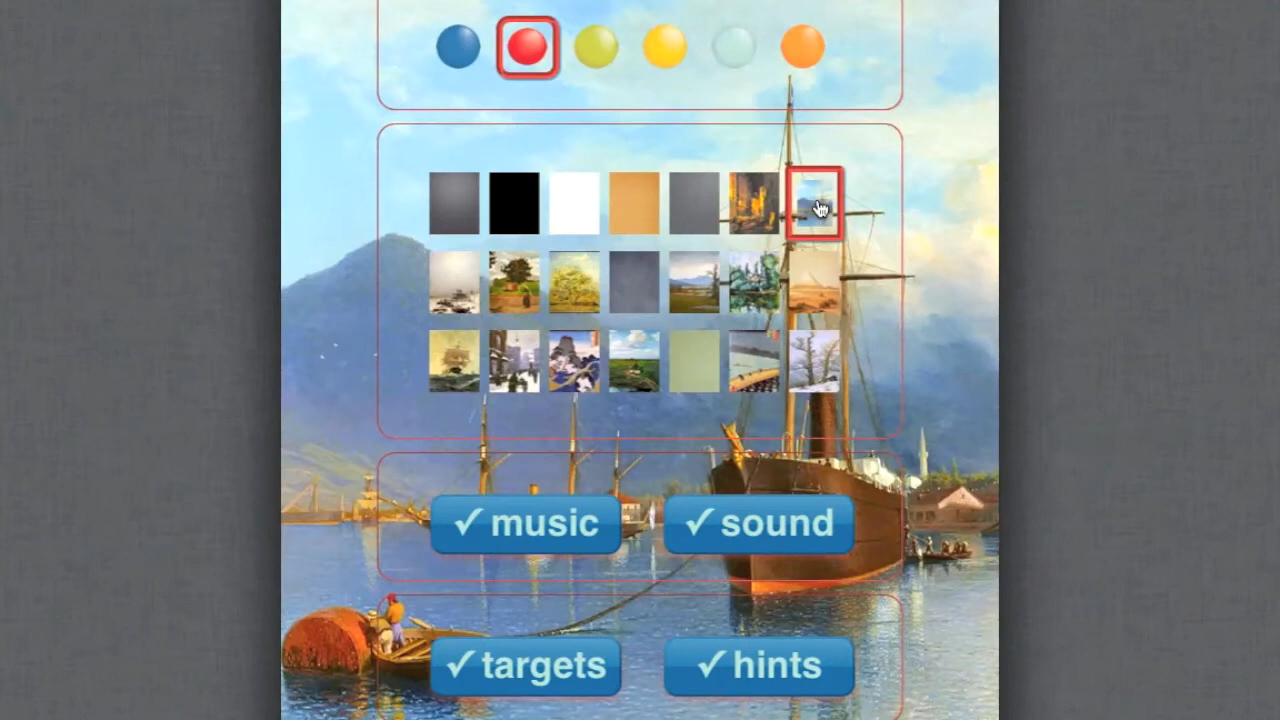 ✓ music
✓ sound
✓ targets
✓ hints